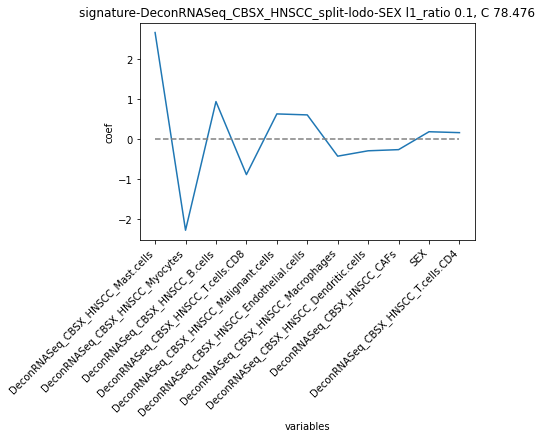 signature-DeconRNASeq_CBSX_HNSCC_split-lodo-SEX l1_ratio 0.1, C 78.476
2
1
0
−1
−2
coef
DeconRNASeq_CBSX_HNSCC_Mast.cells
DeconRNASeq_CBSX_HNSCC_Myocytes
DeconRNASeq_CBSX_HNSCC_B.cells
DeconRNASeq_CBSX_HNSCC_T.cells.CD8
DeconRNASeq_CBSX_HNSCC_Malignant.cells
DeconRNASeq_CBSX_HNSCC_Endothelial.cells
DeconRNASeq_CBSX_HNSCC_Macrophages
DeconRNASeq_CBSX_HNSCC_Dendritic.cells
DeconRNASeq_CBSX_HNSCC_CAFs
SEX
DeconRNASeq_CBSX_HNSCC_T.cells.CD4
variables